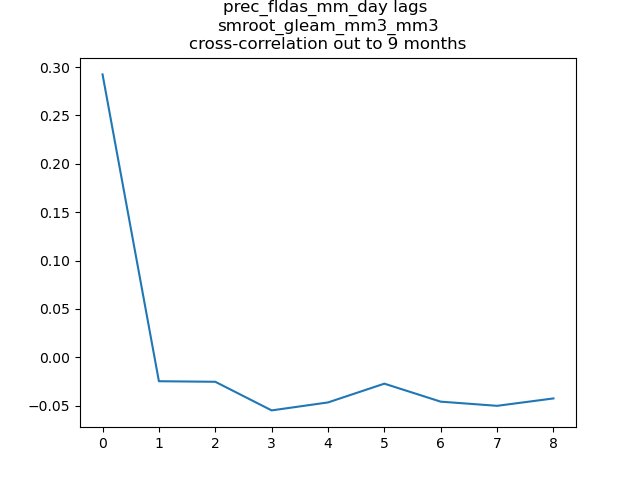 prec_fldas_mm_day lags
smroot_gleam_mm3_mm3
cross-correlation out to 9 months
0.30
0.25
0.20
0.15
0.10
0.05
0.00
−0.05
0 1 2 3 4 5 6 7 8